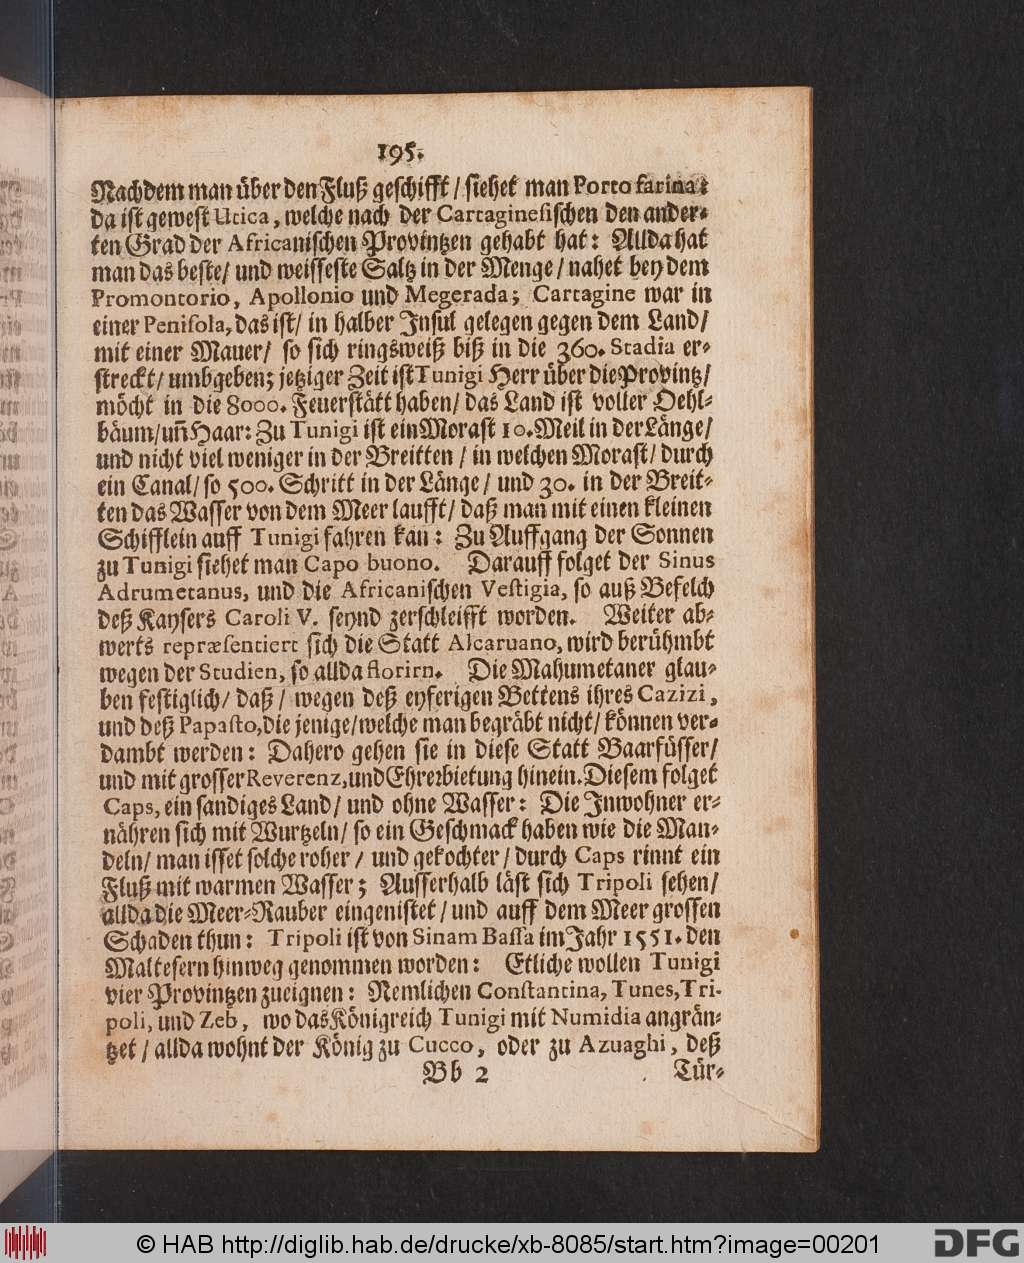 195.
Nachdem man über den Fluß geschifft / siehet man Porto farina:
da ist gewest Utica, welche nach der Cartaginesischen den ander-
ten Grad der Africanischen Provintzen gehabt hat: Allda hat
man das beste/ und weisseste Saltz in der Menge / nahet bey dem
Promontorio, Apollonio und Megerada; Cartagine war in
einer Penisola, das ist/ in halber Insul gelegen gegen dem Land/
mit einer Mauer/ so sich ringsweiß biß in die 360. Stadia er-
streckt/ umbgeben; jetziger Zeit ist Tunigi Herr über die Provintz/
möcht in die 8000. Feuerstätt haben/ das Land ist voller Oehl-
bäum/ uñ Haar: Zu Tunigi ist ein Morast 10. Meil in der Länge/
und nicht viel weniger in der Breitten / in welchen Morast/ durch
ein Canal/ so 500. Schritt in der Länge / und 30. in der Breit-
ten das Wasser von dem Meer laufft/ daß man mit einen kleinen
Schifflein auff Tunigi fahren kan: Zu Auffgang der Sonnen
zu Tunigi siehet man Capo buono. Darauff folget der Sinus
Adrumetanus, und die Africanischen Vestigia, so auß Befelch
deß Kaysers Caroli V. seynd zerschleifft worden. Weiter ab-
werts repræsentiert sich die Statt Alcaruano, wird berühmbt
wegen der Studien, so allda florirn. Die Mahumetaner glau-
ben festiglich/ daß / wegen deß eyferigen Bettens ihres Cazizi,
und deß Papasto, die jenige/ welche man begräbt nicht/ können ver-
dambt werden: Dahero gehen sie in diese Statt Baarfüsser/
und mit grosser Reverenz, und Ehrerbietung hinein. Diesem folget
Caps, ein sandiges Land/ und ohne Wasser: Die Inwohner er-
nähren sich mit Wurtzeln/ so ein Geschmack haben wie die Man-
deln/ man isset solche roher / und gekochter / durch Caps rinnt ein
Fluß mit warmen Wasser; Ausserhalb läst sich Tripoli sehen/
allda die Meer-Rauber eingenistet/ und auff dem Meer grossen
Schaden thun: Tripoli ist von Sinam Bassa im Jahr 1551. den
Maltesern hinweg genommen worden: Etliche wollen Tunigi
vier Provintzen zueignen: Nemlichen Constantina, Tunes, Tri-
poli, und Zeb, wo das Königreich Tunigi mit Numidia angrän-
tzet / allda wohnt der König zu Cucco, oder zu Azuaghi, deß
Bb 2 Tür-
© HAB http://diglib.hab.de/drucke/xb-8085/start.htm?image=00201
DFG